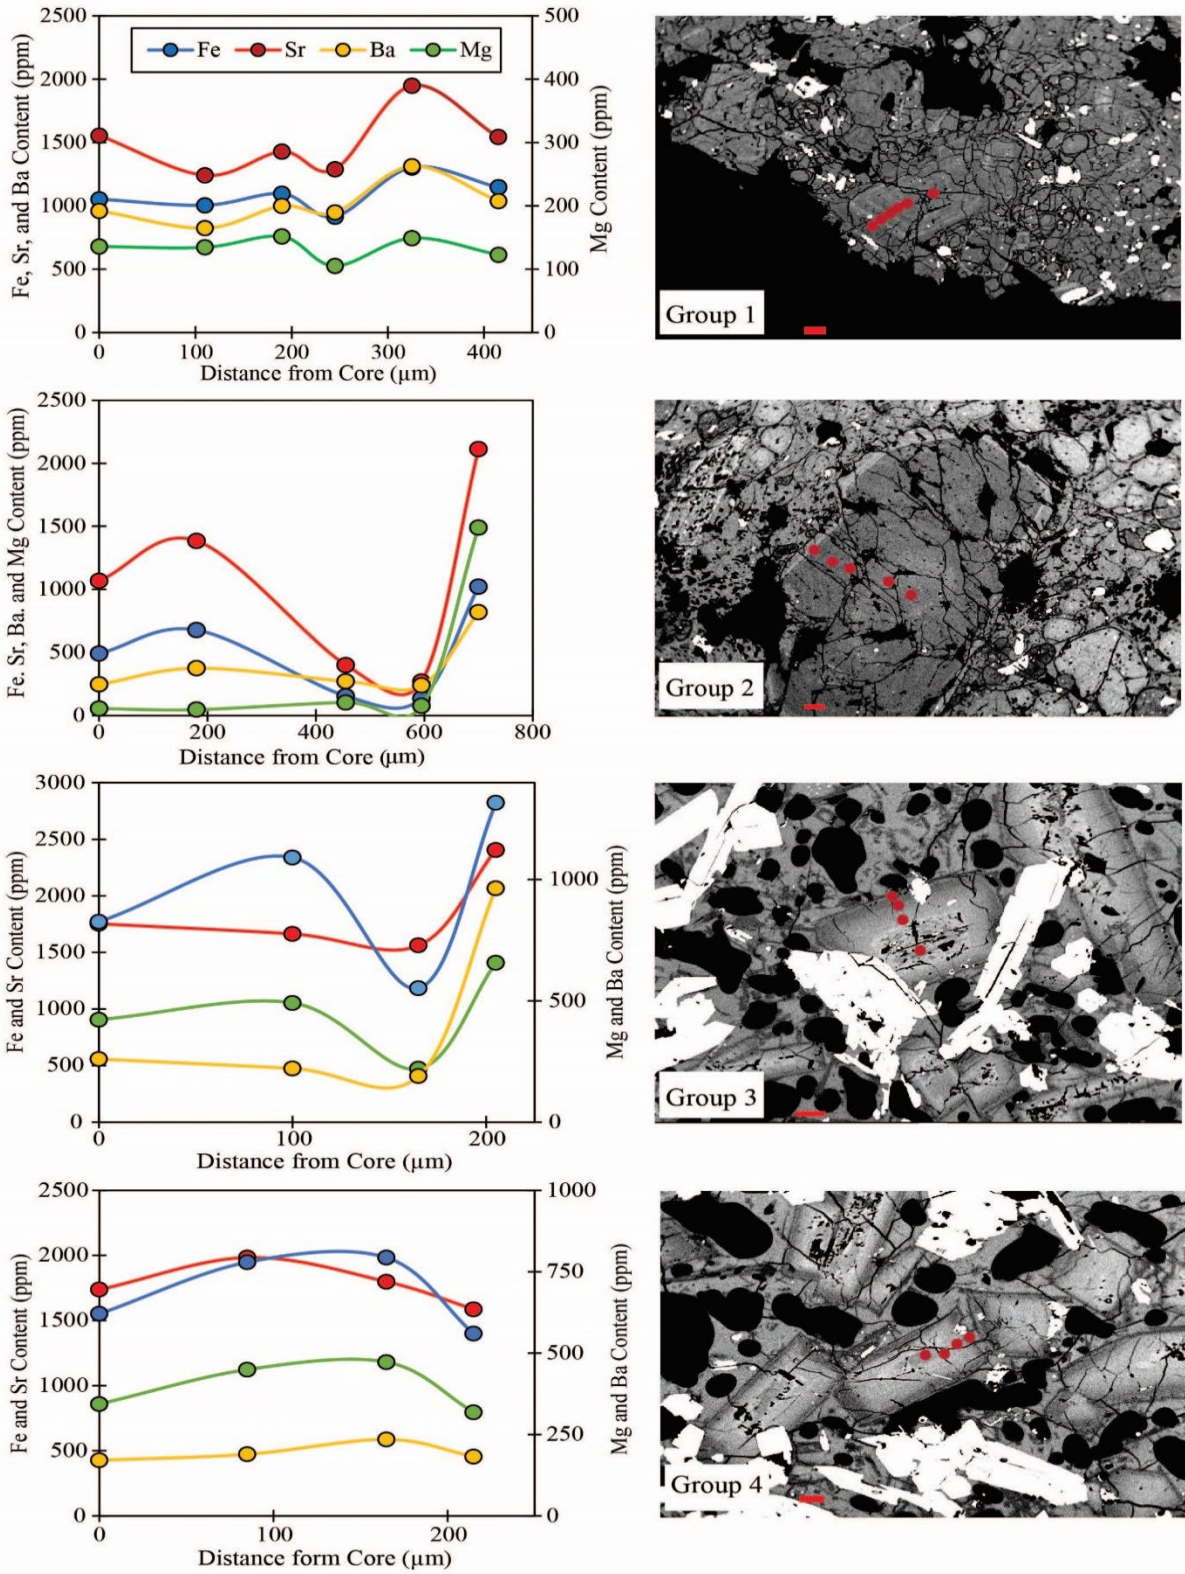 Fe Sr Ba Mg
Fe, Sr, and Ba Content (ppm)
2500
2000
1500
1000
500
0
Mg Content (ppm)
500
400
300
200
100
0
0 100 200 300 400
Distance from Core (µm)
Group 1
Fe. Sr, Ba. and Mg Content (ppm)
2500
2000
1500
1000
500
0
0 200 400 600 800
Distance from Core (µm)
Group 2
Fe and Sr Content (ppm)
3000
2500
2000
1500
1000
500
0
Mg and Ba Content (ppm)
1000
500
0
0 100 200
Distance from Core (µm)
Group 3
Fe and Sr Content (ppm)
2500
2000
1500
1000
500
0
Mg and Ba Content (ppm)
1000
750
500
250
0
0 100 200
Distance form Core (µm)
Group 4